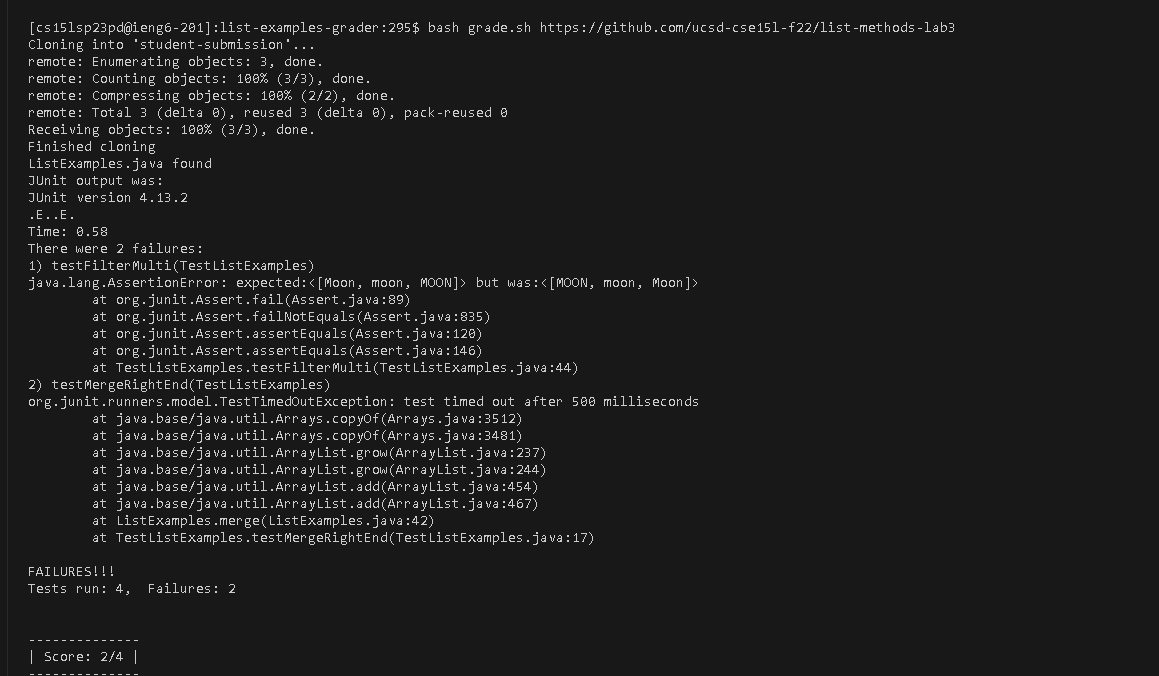 [cs15lsp23pd@ieng6-201]:list-examples-grader:295$ bash grade.sh https://github.com/ucsd-cse15l-f22/list-methods-lab3
Cloning into 'student-submission'...
remote: Enumerating objects: 3, done.
remote: Counting objects: 100% (3/3), done.
remote: Compressing objects: 100% (2/2), done.
remote: Total 3 (delta 0), reused 3 (delta 0), pack-reused 0
Receiving objects: 100% (3/3), done.
Finished cloning
ListExamples.java found
JUnit output was:
JUnit version 4.13.2
.E..E.
Time: 0.58
There were 2 failures:
1) testFilterMulti(TestListExamples)
java.lang.AssertionError: expected:<[Moon, moon, MOON]> but was:<[MOON, moon, Moon]>
        at org.junit.Assert.fail(Assert.java:89)
        at org.junit.Assert.failNotEquals(Assert.java:835)
        at org.junit.Assert.assertEquals(Assert.java:120)
        at org.junit.Assert.assertEquals(Assert.java:146)
        at TestListExamples.testFilterMulti(TestListExamples.java:44)
2) testMergeRightEnd(TestListExamples)
org.junit.runners.model.TestTimedOutException: test timed out after 500 milliseconds
        at java.base/java.util.Arrays.copyOf(Arrays.java:3512)
        at java.base/java.util.Arrays.copyOf(Arrays.java:3481)
        at java.base/java.util.ArrayList.grow(ArrayList.java:237)
        at java.base/java.util.ArrayList.grow(ArrayList.java:244)
        at java.base/java.util.ArrayList.add(ArrayList.java:454)
        at java.base/java.util.ArrayList.add(ArrayList.java:467)
        at ListExamples.merge(ListExamples.java:42)
        at TestListExamples.testMergeRightEnd(TestListExamples.java:17)
FAILURES!!!
Tests run: 4,  Failures: 2
--------------
| Score: 2/4 |
--------------